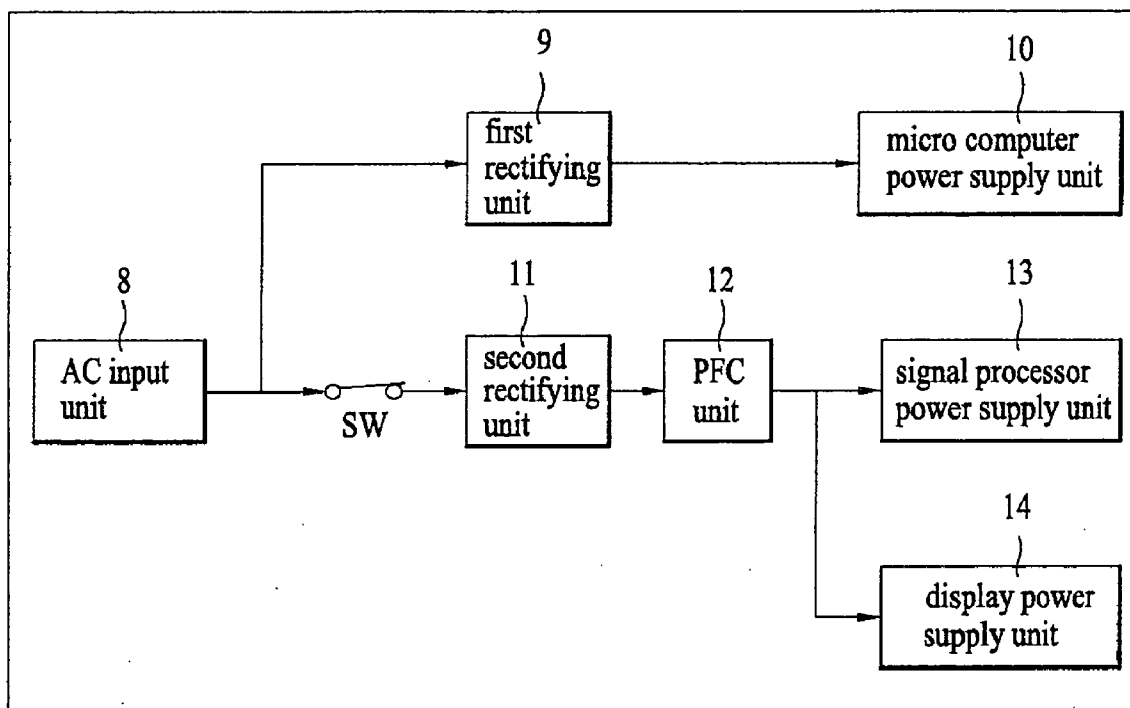 9
first
rectifying
unit
10
micro computer
power supply unit
8
AC input
unit
SW
11
second
rectifying
unit
12
PFC
unit
13
signal processor
power supply unit
14
display power
supply unit